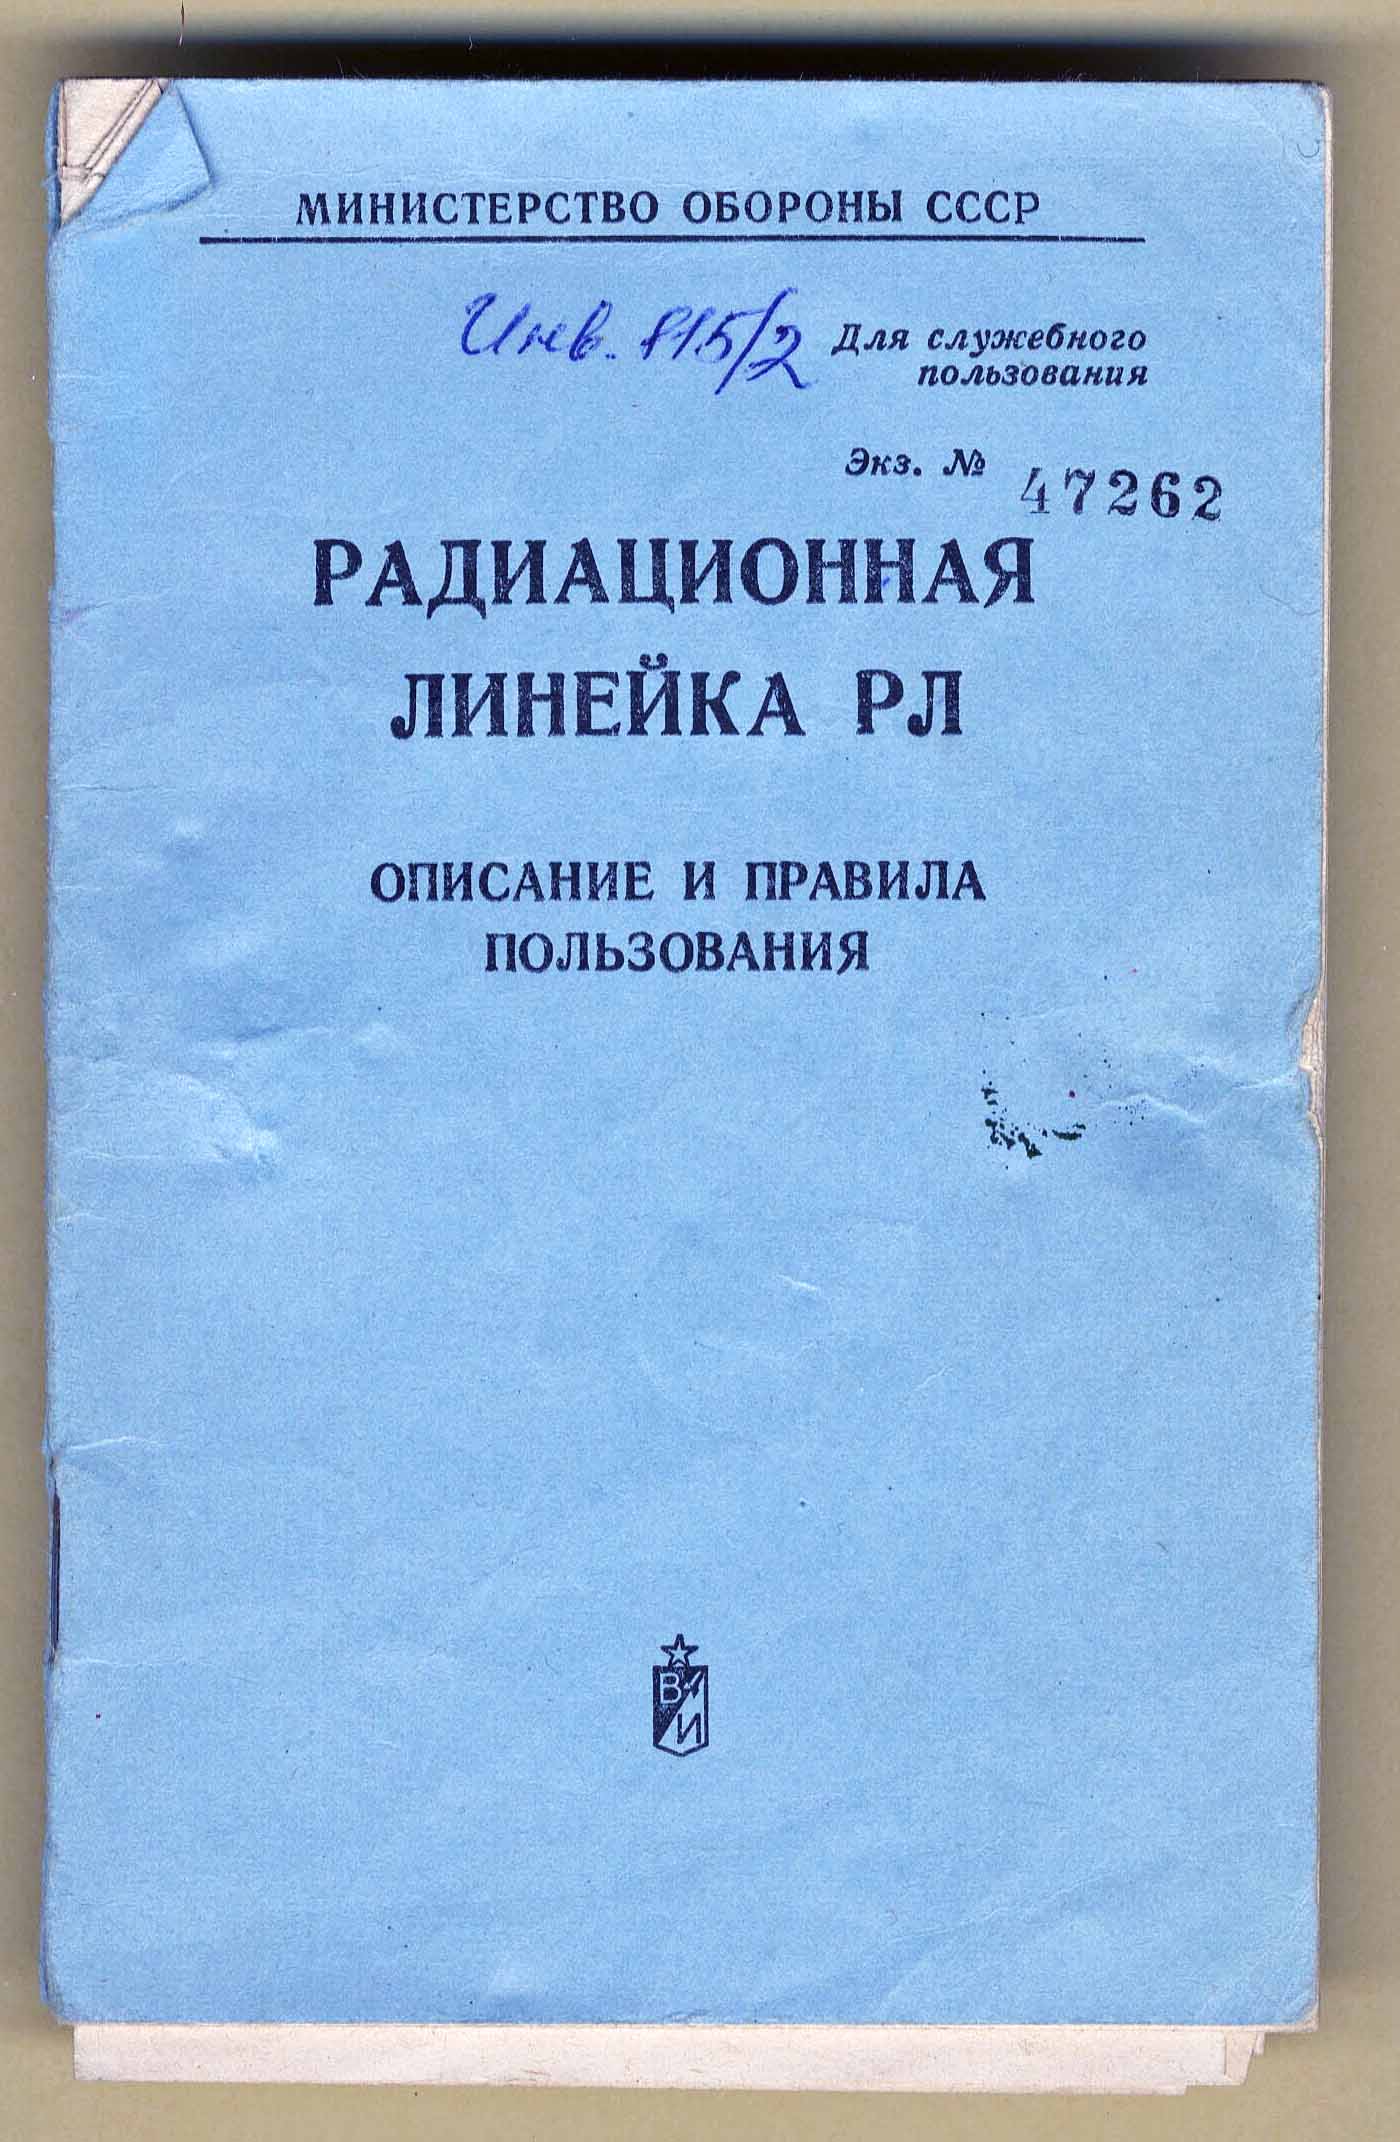 МИНИСТЕРСТВО ОБОРОНЫ СССР
Инв. 815/2
Для служебного
пользования
Экз. № 47262
РАДИАЦИОННАЯ
ЛИНЕЙКА РЛ
ОПИСАНИЕ И ПРАВИЛА
ПОЛЬЗОВАНИЯ
В
И